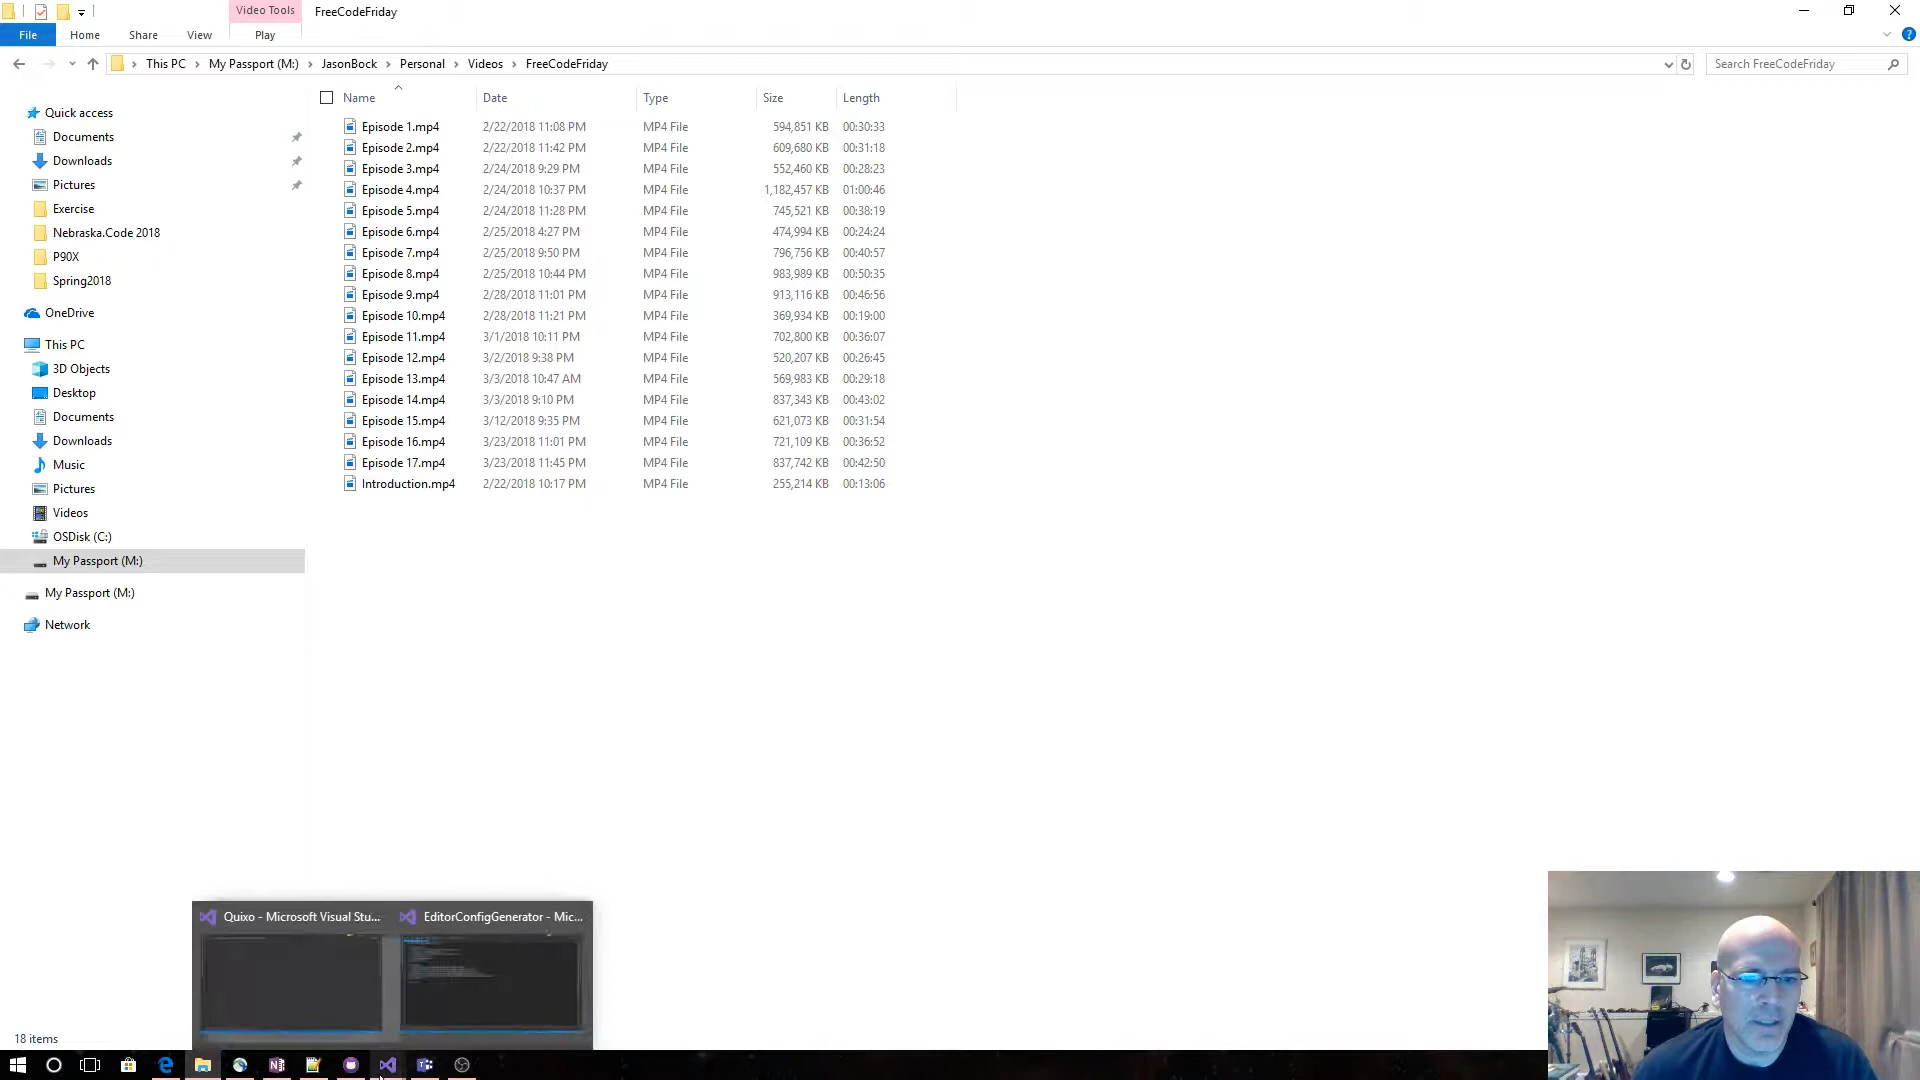 Video Tools
FreeCodeFriday
File Home Share View Play
This PC > My Passport (M:) > JasonBock > Personal > Videos > FreeCodeFriday
Search FreeCodeFriday
Name Date Type Size Length
Quick access
Documents
Downloads
Pictures
Exercise
Nebraska.Code 2018
P90X
Spring2018
OneDrive
This PC
3D Objects
Desktop
Documents
Downloads
Music
Pictures
Videos
OSDisk (C:)
My Passport (M:)
My Passport (M:)
Network
Episode 1.mp4 2/22/2018 11:08 PM MP4 File 594,851 KB 00:30:33
Episode 2.mp4 2/22/2018 11:42 PM MP4 File 609,680 KB 00:31:18
Episode 3.mp4 2/24/2018 9:29 PM MP4 File 552,460 KB 00:28:23
Episode 4.mp4 2/24/2018 10:37 PM MP4 File 1,182,457 KB 01:00:46
Episode 5.mp4 2/24/2018 11:28 PM MP4 File 745,521 KB 00:38:19
Episode 6.mp4 2/25/2018 4:27 PM MP4 File 474,994 KB 00:24:24
Episode 7.mp4 2/25/2018 9:50 PM MP4 File 796,756 KB 00:40:57
Episode 8.mp4 2/25/2018 10:44 PM MP4 File 983,989 KB 00:50:35
Episode 9.mp4 2/28/2018 11:01 PM MP4 File 913,116 KB 00:46:56
Episode 10.mp4 2/28/2018 11:21 PM MP4 File 369,934 KB 00:19:00
Episode 11.mp4 3/1/2018 10:11 PM MP4 File 702,800 KB 00:36:07
Episode 12.mp4 3/2/2018 9:38 PM MP4 File 520,207 KB 00:26:45
Episode 13.mp4 3/3/2018 10:47 AM MP4 File 569,983 KB 00:29:18
Episode 14.mp4 3/3/2018 9:10 PM MP4 File 837,343 KB 00:43:02
Episode 15.mp4 3/12/2018 9:35 PM MP4 File 621,073 KB 00:31:54
Episode 16.mp4 3/23/2018 11:01 PM MP4 File 721,109 KB 00:36:52
Episode 17.mp4 3/23/2018 11:45 PM MP4 File 837,742 KB 00:42:50
Introduction.mp4 2/22/2018 10:17 PM MP4 File 255,214 KB 00:13:06
Quixo - Microsoft Visual Stu...
EditorConfigGenerator - Mic...
18 items